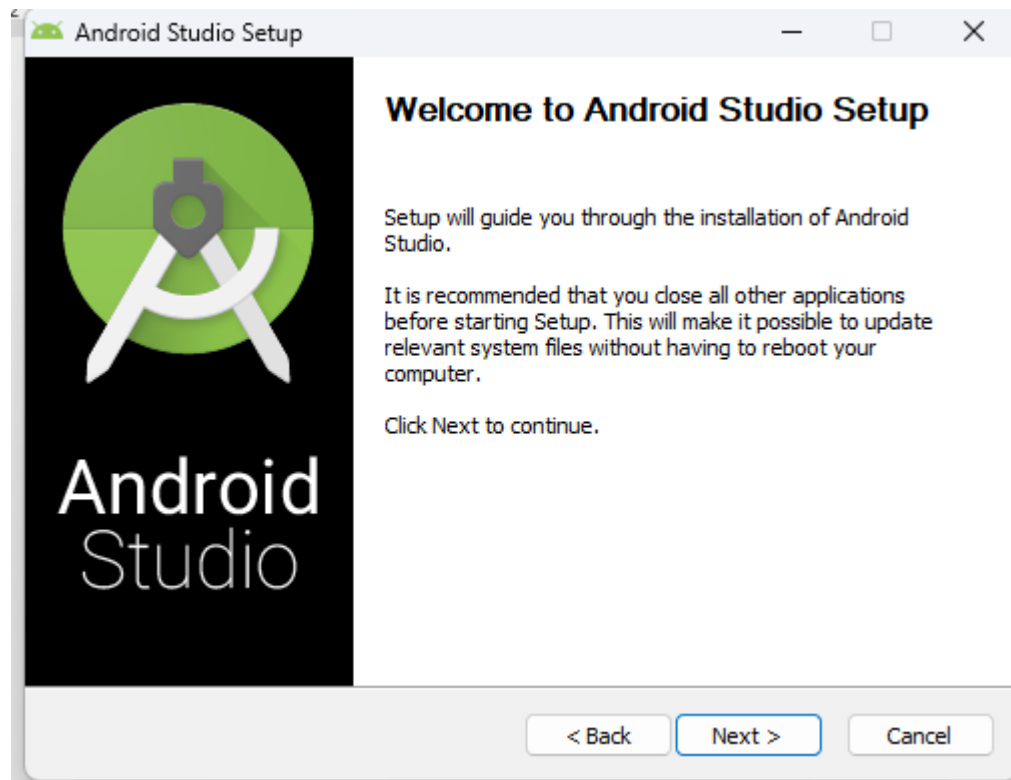 Android Studio Setup
Welcome to Android Studio Setup
Setup will guide you through the installation of Android
Studio.
It is recommended that you close all other applications
before starting Setup. This will make it possible to update
relevant system files without having to reboot your
computer.
Click Next to continue.
Android
Studio
< Back Next > Cancel